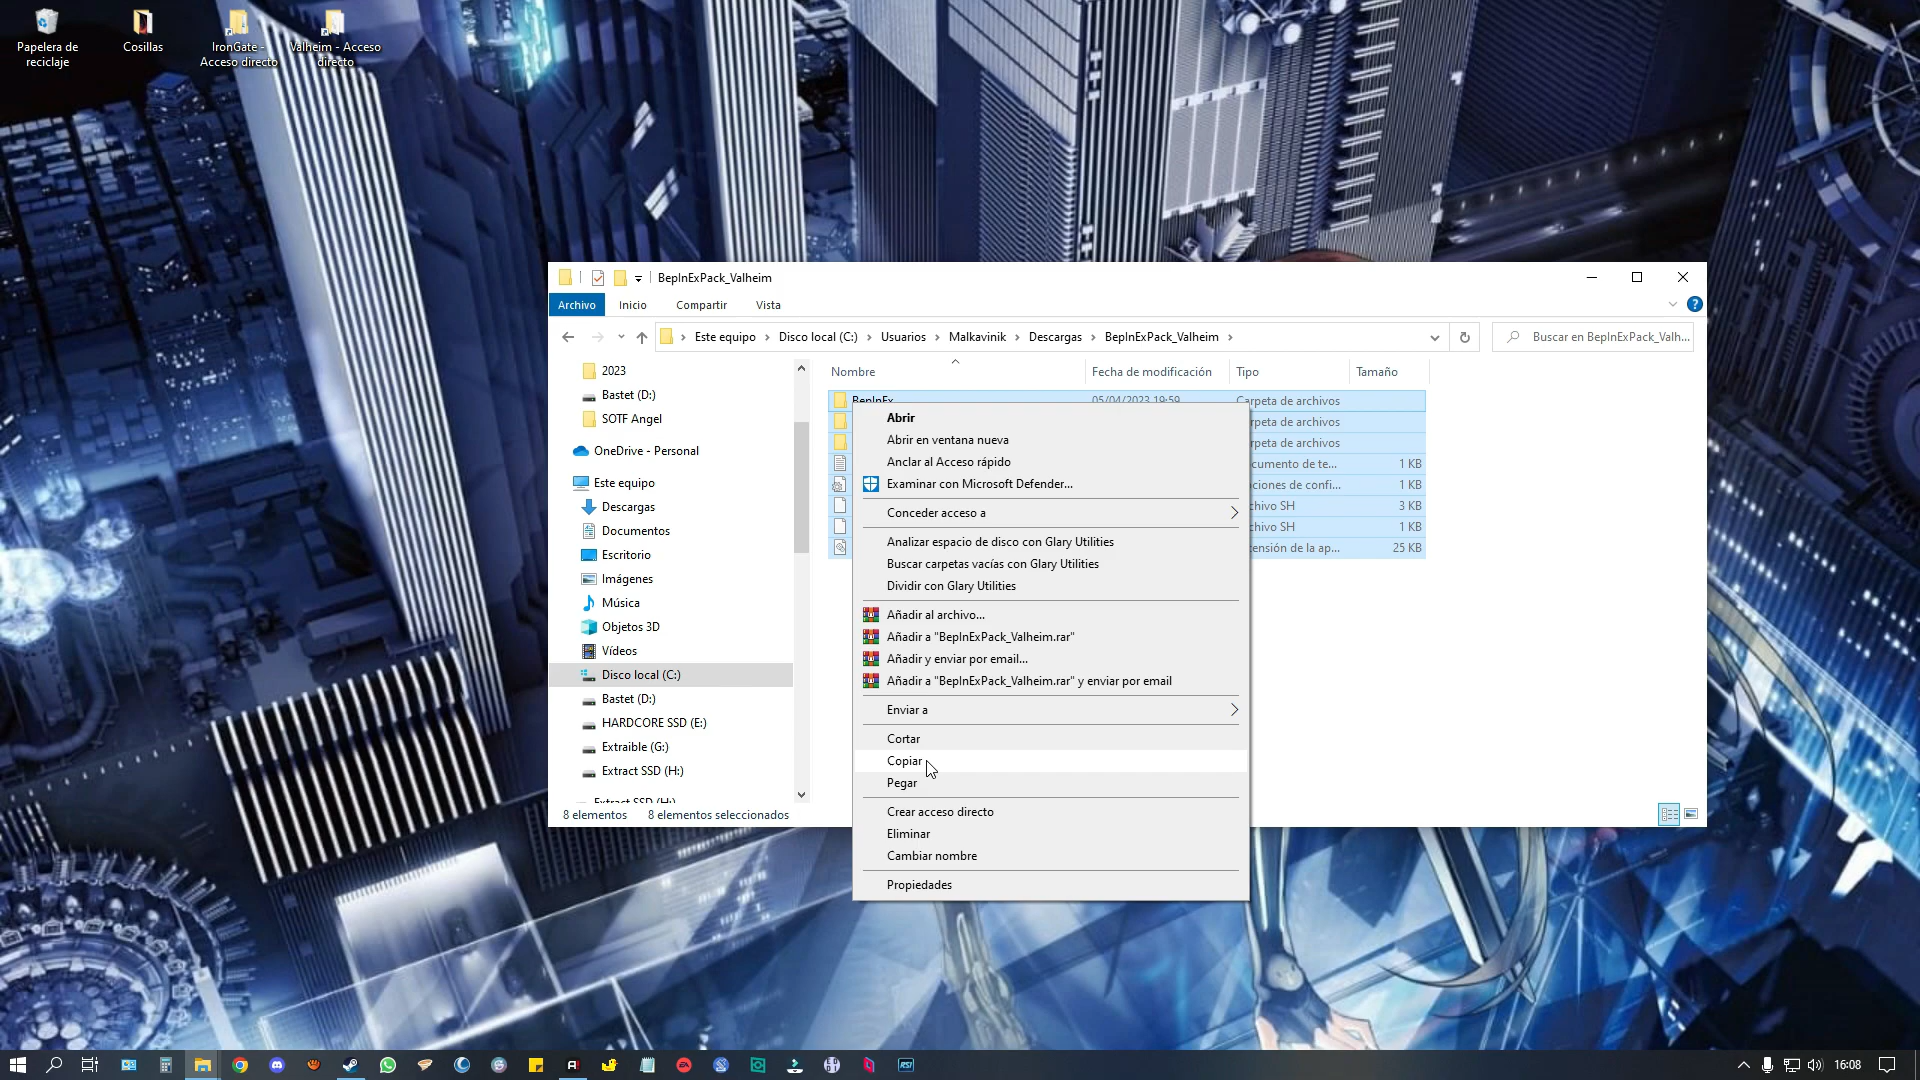 Papelera de
reciclaje
Cosillas
IronGate -
Acceso directo
Valheim - Acceso
directo
BepInExPack_Valheim
Archivo
Inicio
Compartir
Vista
Este equipo
Disco local (C:)
Usuarios
Malkavinik
Descargas
BepInExPack_Valheim
Buscar en BepInExPack_Valh...
2023
Bastet (D:)
SOTF Angel
OneDrive - Personal
Este equipo
Descargas
Documentos
Escritorio
Imágenes
Música
Objetos 3D
Vídeos
Disco local (C:)
Bastet (D:)
HARDCORE SSD (E:)
Extraible (G:)
Extract SSD (H:)
Extract SSD (H:)
Nombre
Fecha de modificación
Tipo
Tamaño
BepInEx
05/04/2023 19:59
Carpeta de archivos
rpeta de archivos
rpeta de archivos
cumento de te...
1 KB
ciones de confi...
1 KB
chivo SH
3 KB
chivo SH
1 KB
tensión de la ap...
25 KB
Abrir
Abrir en ventana nueva
Anclar al Acceso rápido
Examinar con Microsoft Defender...
Conceder acceso a
Analizar espacio de disco con Glary Utilities
Buscar carpetas vacías con Glary Utilities
Dividir con Glary Utilities
Añadir al archivo...
Añadir a "BepInExPack_Valheim.rar"
Añadir y enviar por email...
Añadir a "BepInExPack_Valheim.rar" y enviar por email
Enviar a
Cortar
Copiar
Pegar
Crear acceso directo
Eliminar
Cambiar nombre
Propiedades
8 elementos
8 elementos seleccionados
16:08